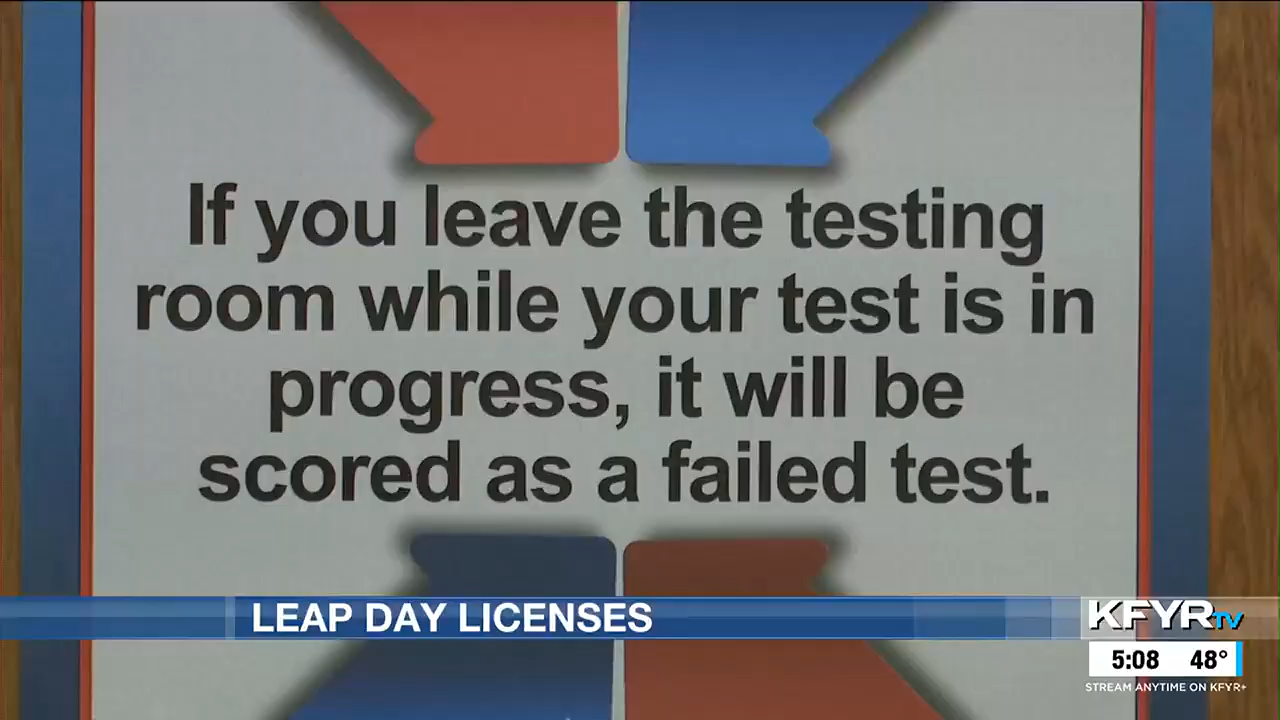 If you leave the testing
room while your test is in
progress, it will be
scored as a failed test.
LEAP DAY LICENSES
KFYRTV
5:08 48°
STREAM ANYTIME ON KFYR+